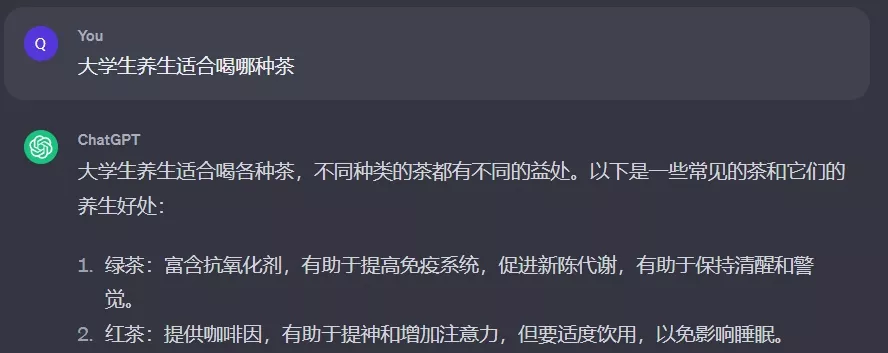 Q
You
大学生养生适合喝哪种茶
ChatGPT
大学生养生适合喝各种茶，不同种类的茶都有不同的益处。以下是一些常见的茶和它们的
养生好处：
1. 绿茶：富含抗氧化剂，有助于提高免疫系统，促进新陈代谢，有助于保持清醒和警
觉。
2. 红茶：提供咖啡因，有助于提神和增加注意力，但要适度饮用，以免影响睡眠。